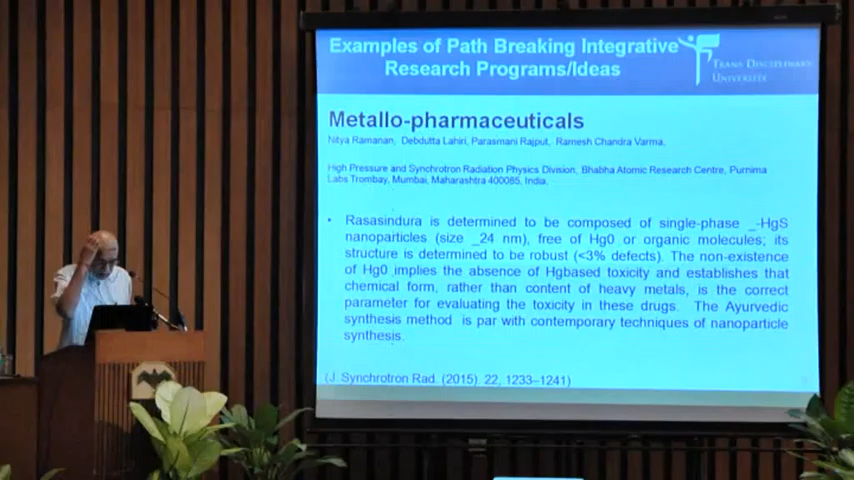 Examples of Path Breaking Integrative
Research Programs/Ideas
TRANS DISCIPLINARY
UNIVERSITY
Metallo-pharmaceuticals
Nitya Ramanan, Debdutta Lahiri, Parasmani Rajput, Ramesh Chandra Varma,
High Pressure and Synchrotron Radiation Physics Division, Bhabha Atomic Research Centre, Purnima
Labs Trombay, Mumbai, Maharashtra 400085, India.
• Rasasindura is determined to be composed of single-phase _-HgS
nanoparticles (size _24 nm), free of Hg0 or organic molecules; its
structure is determined to be robust (<3% defects). The non-existence
of Hg0 implies the absence of Hgbased toxicity and establishes that
chemical form, rather than content of heavy metals, is the correct
parameter for evaluating the toxicity in these drugs. The Ayurvedic
synthesis method is par with contemporary techniques of nanoparticle
synthesis.
(J. Synchrotron Rad. (2015). 22, 1233–1241)